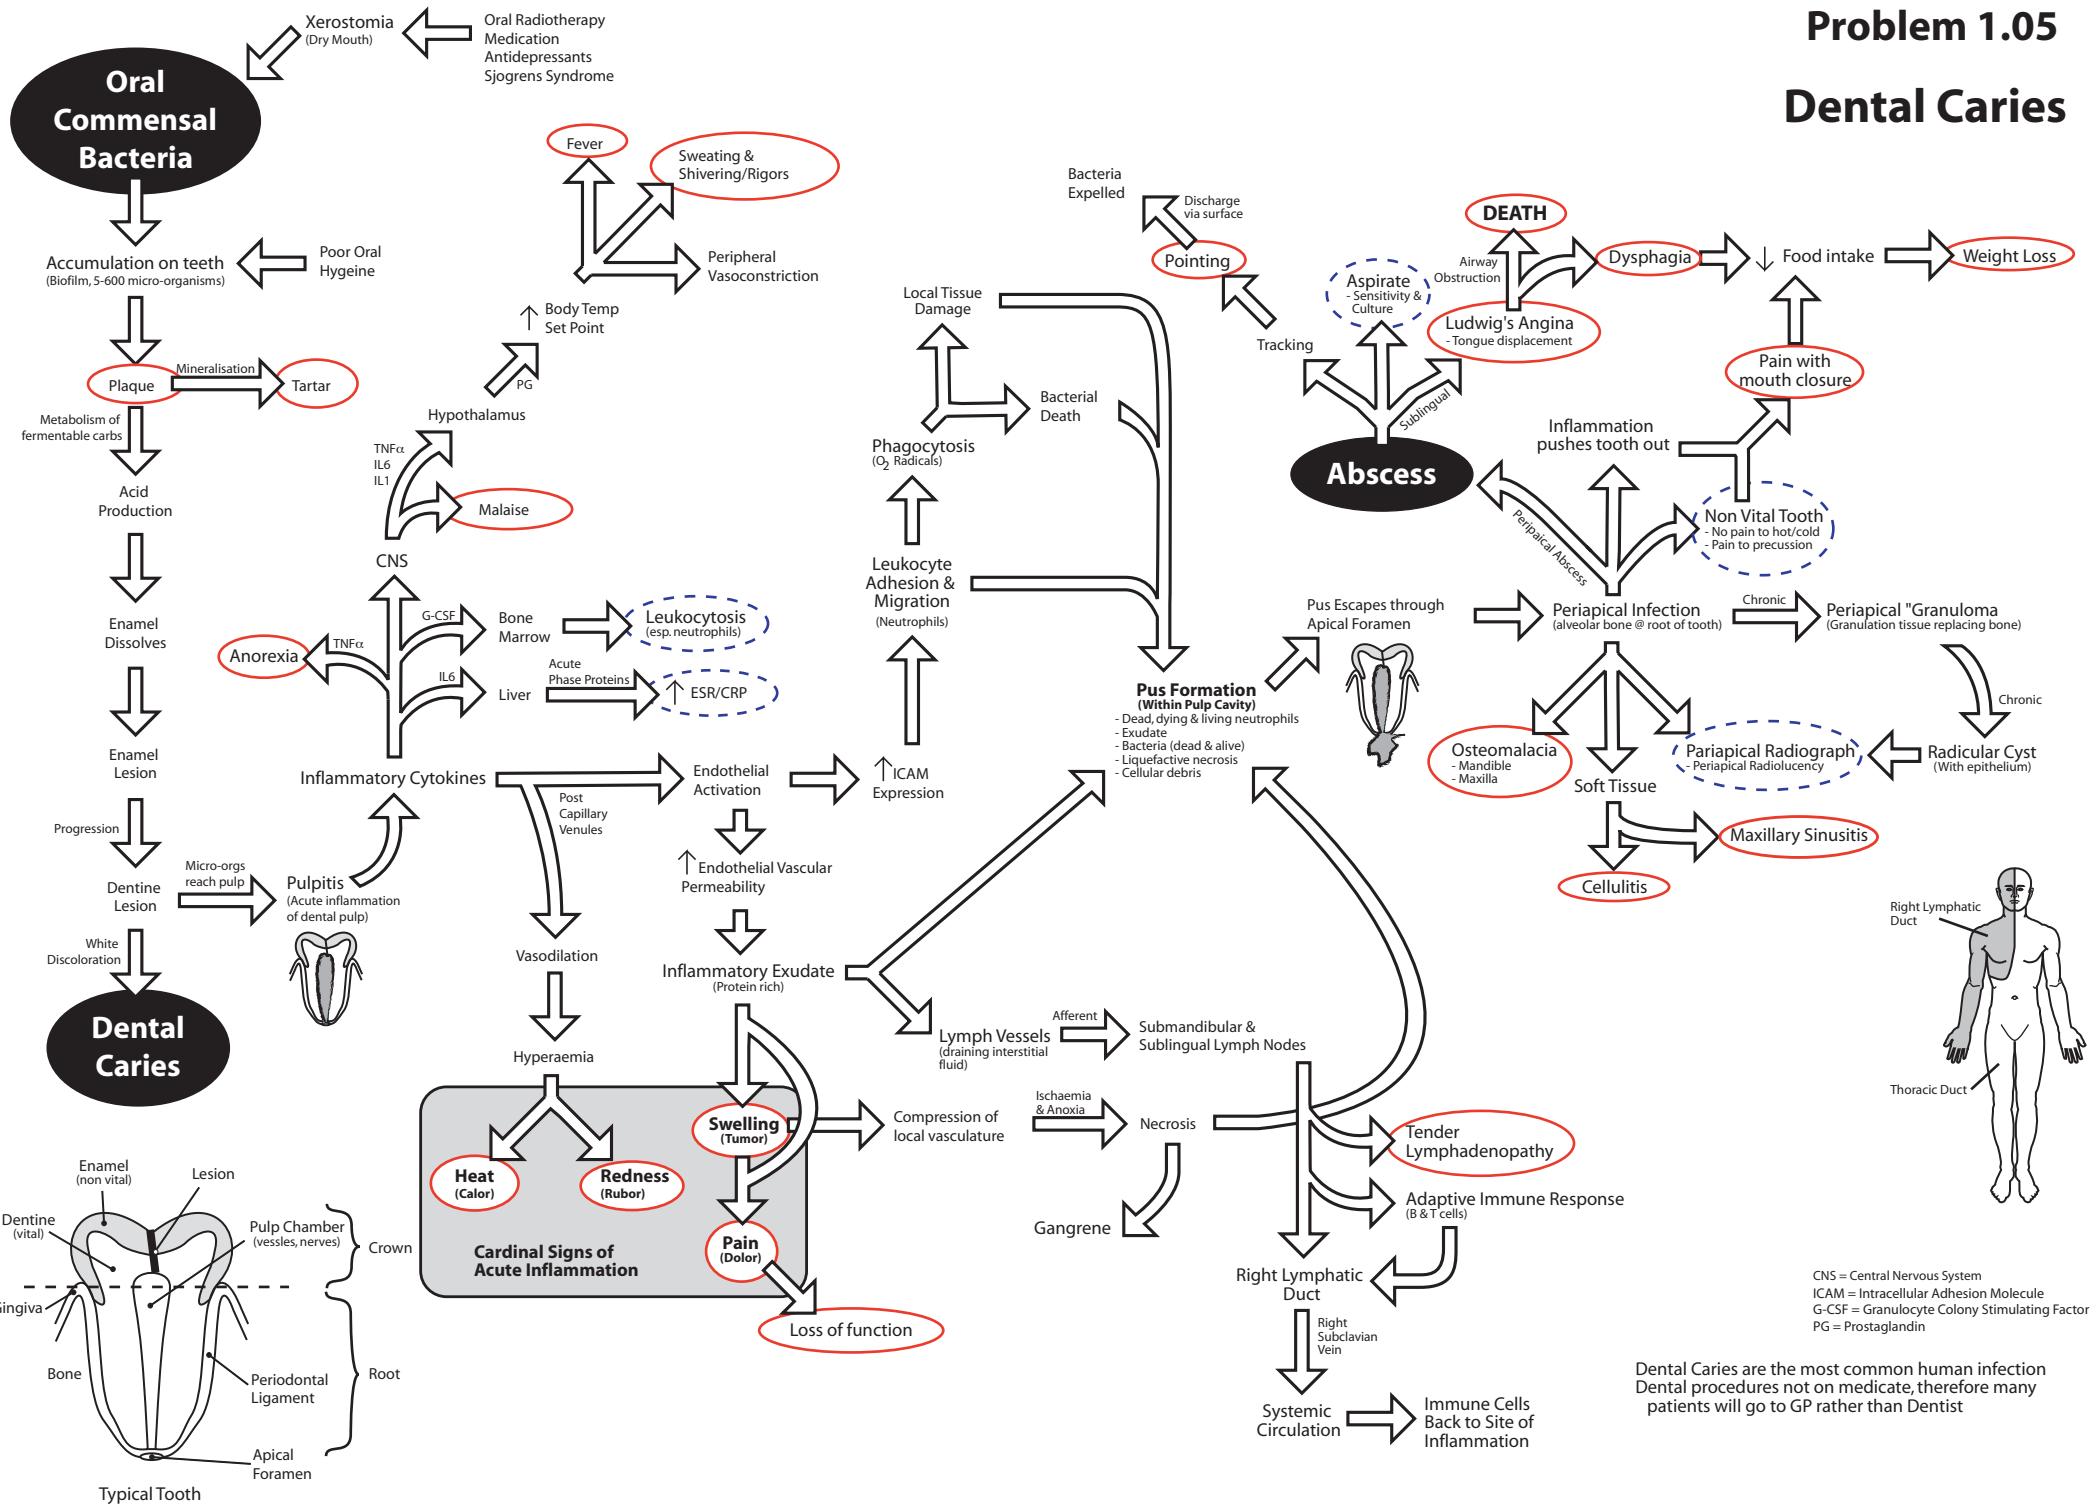 Problem 1.05
Dental Caries
Xerostomia
(Dry Mouth)
Oral Radiotherapy
Medication
Antidepressants
Sjogrens Syndrome
Oral
Commensal
Bacteria
Accumulation on teeth
(Biofilm, 5-600 micro-organisms)
Poor Oral
Hygeine
Plaque
Mineralisation
Tartar
Metabolism of
fermentable carbs
Acid
Production
Enamel
Dissolves
Enamel
Lesion
Progression
Dentine
Lesion
Micro-orgs
reach pulp
White
Discoloration
Dental
Caries
Pulpitis
(Acute inflammation
of dental pulp)
Inflammatory Cytokines
Anorexia
TNFα
G-CSF
Bone
Marrow
Leukocytosis
(esp. neutrophils)
IL6
Liver
Acute
Phase Proteins
↑ ESR/CRP
CNS
TNFα
IL6
IL1
Malaise
Hypothalamus
PG
↑ Body Temp
Set Point
Fever
Sweating &
Shivering/Rigors
Peripheral
Vasoconstriction
Post
Capillary
Venules
Endothelial
Activation
↑ICAM
Expression
↑Endothelial Vascular
Permeability
Vasodilation
Hyperaemia
Inflammatory Exudate
(Protein rich)
Heat
(Calor)
Redness
(Rubor)
Swelling
(Tumor)
Pain
(Dolor)
Cardinal Signs of
Acute Inflammation
Loss of function
Compression of
local vasculature
Ischaemia
& Anoxia
Necrosis
Gangrene
Lymph Vessels
(draining interstitial
fluid)
Afferent
Submandibular &
Sublingual Lymph Nodes
Tender
Lymphadenopathy
Adaptive Immune Response
(B & T cells)
Right Lymphatic
Duct
Right
Subclavian
Vein
Systemic
Circulation
Immune Cells
Back to Site of
Inflammation
Leukocyte
Adhesion &
Migration
(Neutrophils)
Phagocytosis
(O2 Radicals)
Local Tissue
Damage
Bacterial
Death
Pus Formation
(Within Pulp Cavity)
- Dead, dying & living neutrophils
- Exudate
- Bacteria (dead & alive)
- Liquefactive necrosis
- Cellular debris
Pus Escapes through
Apical Foramen
Periapical Infection
(alveolar bone @ root of tooth)
Chronic
Periapical "Granuloma
(Granulation tissue replacing bone)
Chronic
Radicular Cyst
(With epithelium)
Pariapical Radiograph
- Periapical Radiolucency
Osteomalacia
- Mandible
- Maxilla
Soft Tissue
Maxillary Sinusitis
Cellulitis
Peripaical Abscess
Inflammation
pushes tooth out
Non Vital Tooth
- No pain to hot/cold
- Pain to precussion
Pain with
mouth closure
↓ Food intake
Weight Loss
Abscess
Tracking
Pointing
Discharge
via surface
Bacteria
Expelled
Aspirate
- Sensitivity &
Culture
Sublingual
Ludwig's Angina
- Tongue displacement
Airway
Obstruction
DEATH
Dysphagia
Right Lymphatic
Duct
Thoracic Duct
CNS = Central Nervous System
ICAM = Intracellular Adhesion Molecule
G-CSF = Granulocyte Colony Stimulating Factor
PG = Prostaglandin
Dental Caries are the most common human infection
Dental procedures not on medicate, therefore many
patients will go to GP rather than Dentist
Enamel
(non vital)
Lesion
Dentine
(vital)
Pulp Chamber
(vessles, nerves)
Crown
Gingiva
Bone
Periodontal
Ligament
Root
Apical
Foramen
Typical Tooth